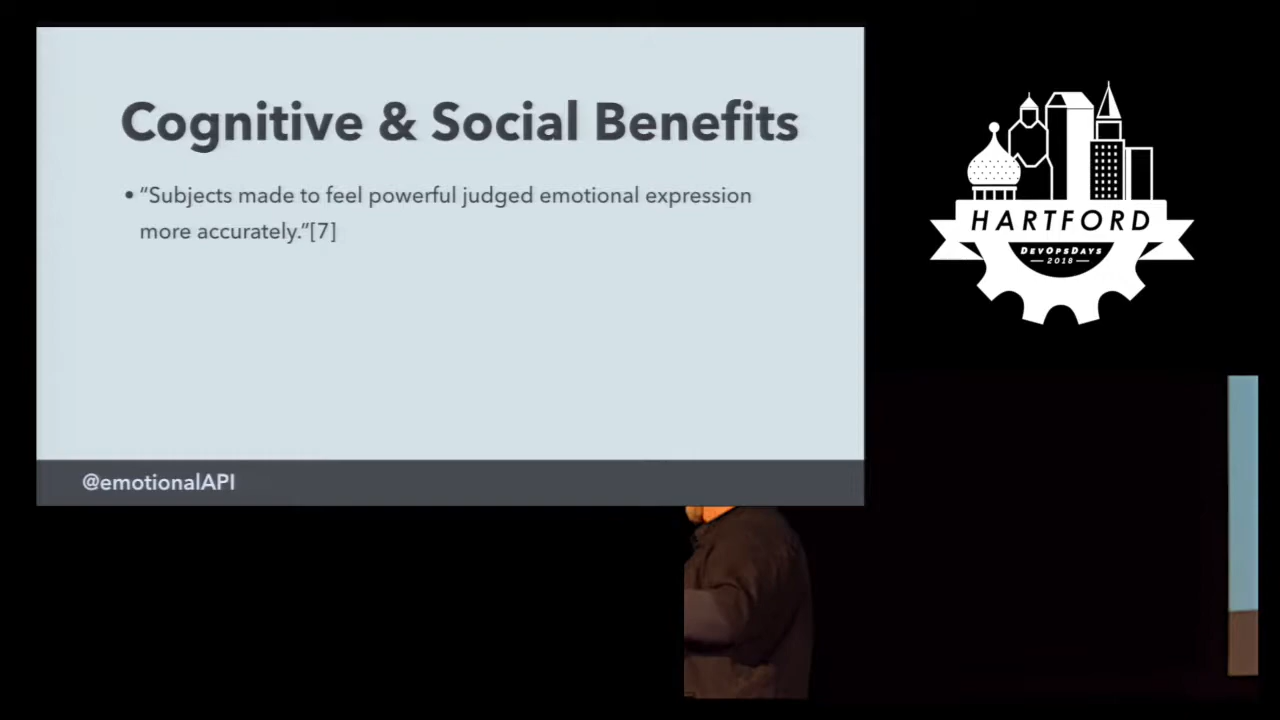 Cognitive & Social Benefits
• “Subjects made to feel powerful judged emotional expression
more accurately.”[7]
@emotionalAPI
HARTFORD
DEVOPSDAYS
2018